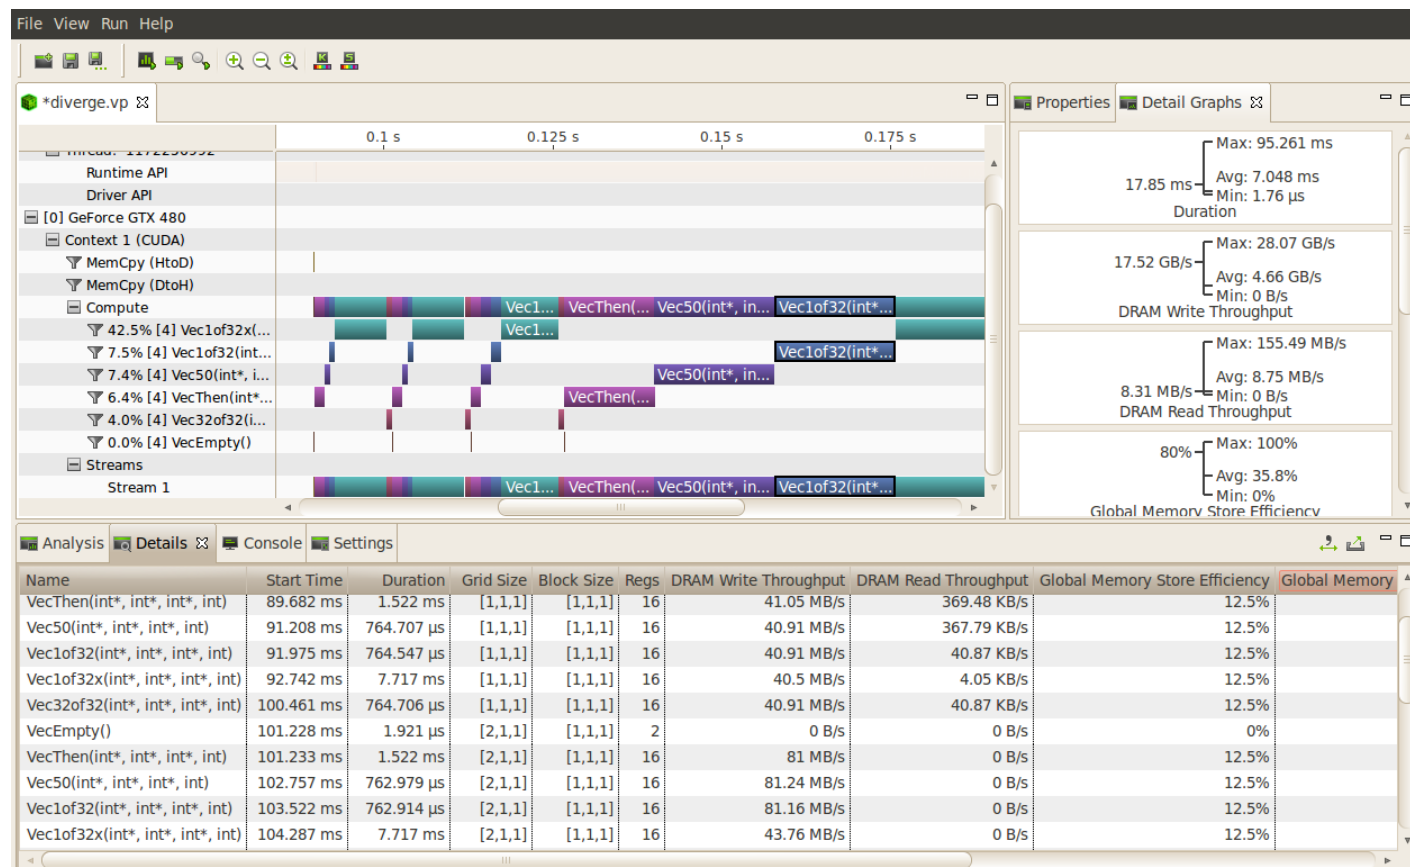 File View Run Help
*diverge.vp
0.1 s 0.125 s 0.15 s 0.175 s
Thread: 1172256992
Runtime API
Driver API
[0] GeForce GTX 480
Context 1 (CUDA)
MemCpy (HtoD)
MemCpy (DtoH)
Compute Vec1... VecThen(... Vec50(int*, in... Vec1of32(int*...
42.5% [4] Vec1of32x(... Vec1...
7.5% [4] Vec1of32(int... Vec1of32(int*...
7.4% [4] Vec50(int*, i... Vec50(int*, in...
6.4% [4] VecThen(int*... VecThen(...
4.0% [4] Vec32of32(i...
0.0% [4] VecEmpty()
Streams
Stream 1 Vec1... VecThen(... Vec50(int*, in... Vec1of32(int*...
Properties Detail Graphs
Max: 95.261 ms
17.85 ms
Avg: 7.048 ms
Min: 1.76 µs
Duration
Max: 28.07 GB/s
17.52 GB/s
Avg: 4.66 GB/s
Min: 0 B/s
DRAM Write Throughput
Max: 155.49 MB/s
Avg: 8.75 MB/s
8.31 MB/s
Min: 0 B/s
DRAM Read Throughput
Max: 100%
80%
Avg: 35.8%
Min: 0%
Global Memory Store Efficiency
Analysis Details Console Settings
Name Start Time Duration Grid Size Block Size Regs DRAM Write Throughput DRAM Read Throughput Global Memory Store Efficiency Global Memory
VecThen(int*, int*, int*, int) 89.682 ms 1.522 ms [1,1,1] [1,1,1] 16 41.05 MB/s 369.48 KB/s 12.5%
Vec50(int*, int*, int*, int) 91.208 ms 764.707 µs [1,1,1] [1,1,1] 16 40.91 MB/s 367.79 KB/s 12.5%
Vec1of32(int*, int*, int*, int) 91.975 ms 764.547 µs [1,1,1] [1,1,1] 16 40.91 MB/s 40.87 KB/s 12.5%
Vec1of32x(int*, int*, int*, int) 92.742 ms 7.717 ms [1,1,1] [1,1,1] 16 40.5 MB/s 4.05 KB/s 12.5%
Vec32of32(int*, int*, int*, int) 100.461 ms 764.706 µs [1,1,1] [1,1,1] 16 40.91 MB/s 40.87 KB/s 12.5%
VecEmpty() 101.228 ms 1.921 µs [2,1,1] [1,1,1] 2 0 B/s 0 B/s 0%
VecThen(int*, int*, int*, int) 101.233 ms 1.522 ms [2,1,1] [1,1,1] 16 81 MB/s 0 B/s 12.5%
Vec50(int*, int*, int*, int) 102.757 ms 762.979 µs [2,1,1] [1,1,1] 16 81.24 MB/s 0 B/s 12.5%
Vec1of32(int*, int*, int*, int) 103.522 ms 762.914 µs [2,1,1] [1,1,1] 16 81.16 MB/s 0 B/s 12.5%
Vec1of32x(int*, int*, int*, int) 104.287 ms 7.717 ms [2,1,1] [1,1,1] 16 43.76 MB/s 0 B/s 12.5%